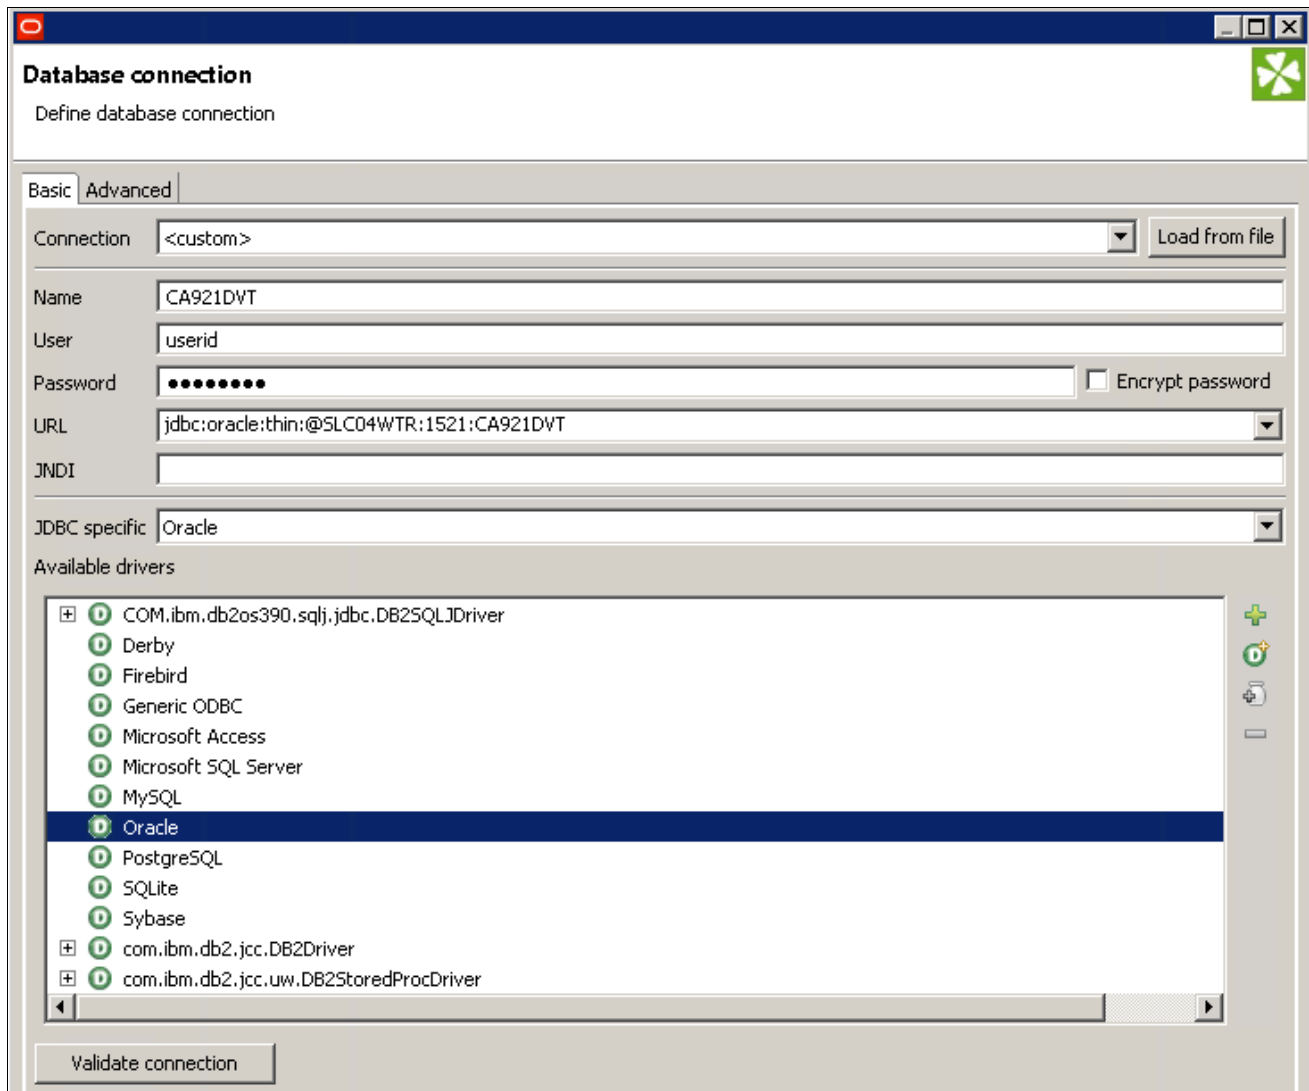 Database connection
Define database connection
Basic Advanced
Connection <custom> Load from file
Name CA921DVT
User userid
Password ●●●●●●●● Encrypt password
URL jdbc:oracle:thin:@SLC04WTR:1521:CA921DVT
JNDI
JDBC specific Oracle
Available drivers
COM.ibm.db2os390.sqlj.jdbc.DB2SQLJDriver
Derby
Firebird
Generic ODBC
Microsoft Access
Microsoft SQL Server
MySQL
Oracle
PostgreSQL
SQLite
Sybase
com.ibm.db2.jcc.DB2Driver
com.ibm.db2.jcc.uw.DB2StoredProcDriver
Validate connection